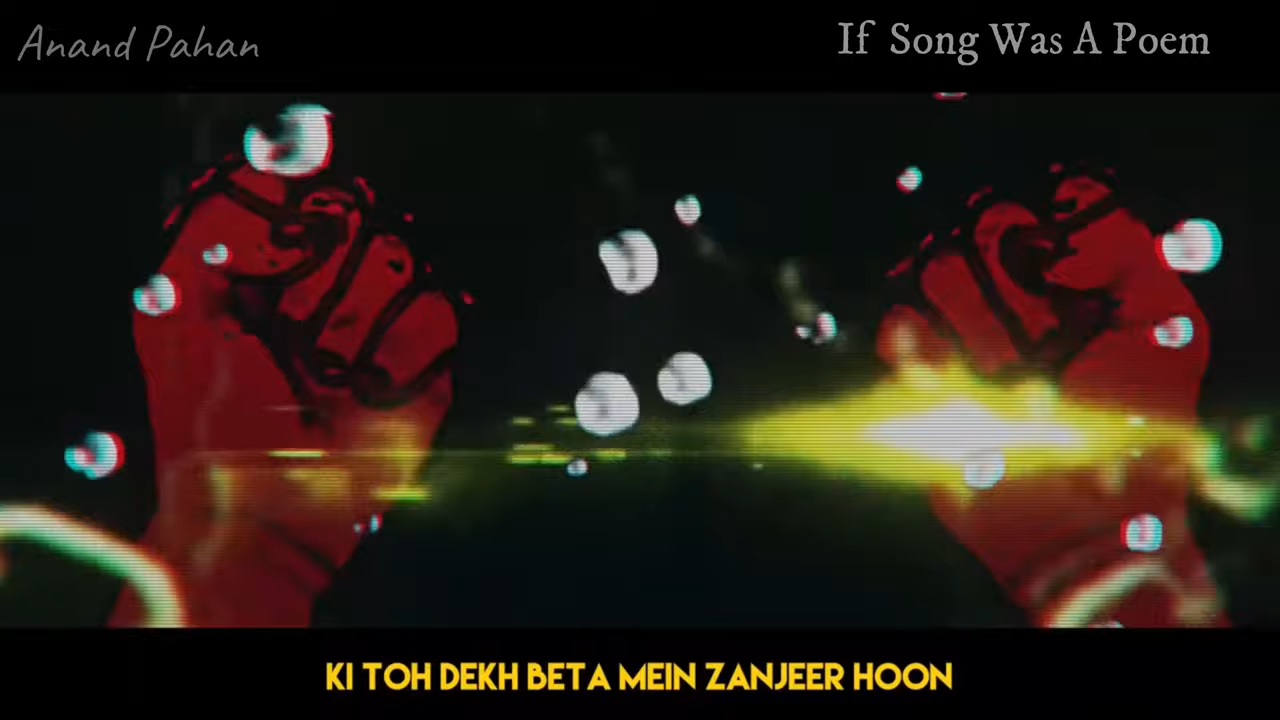 Anand Pahan
If Song Was A Poem
KI TOH DEKH BETA MEIN ZANJEER HOON